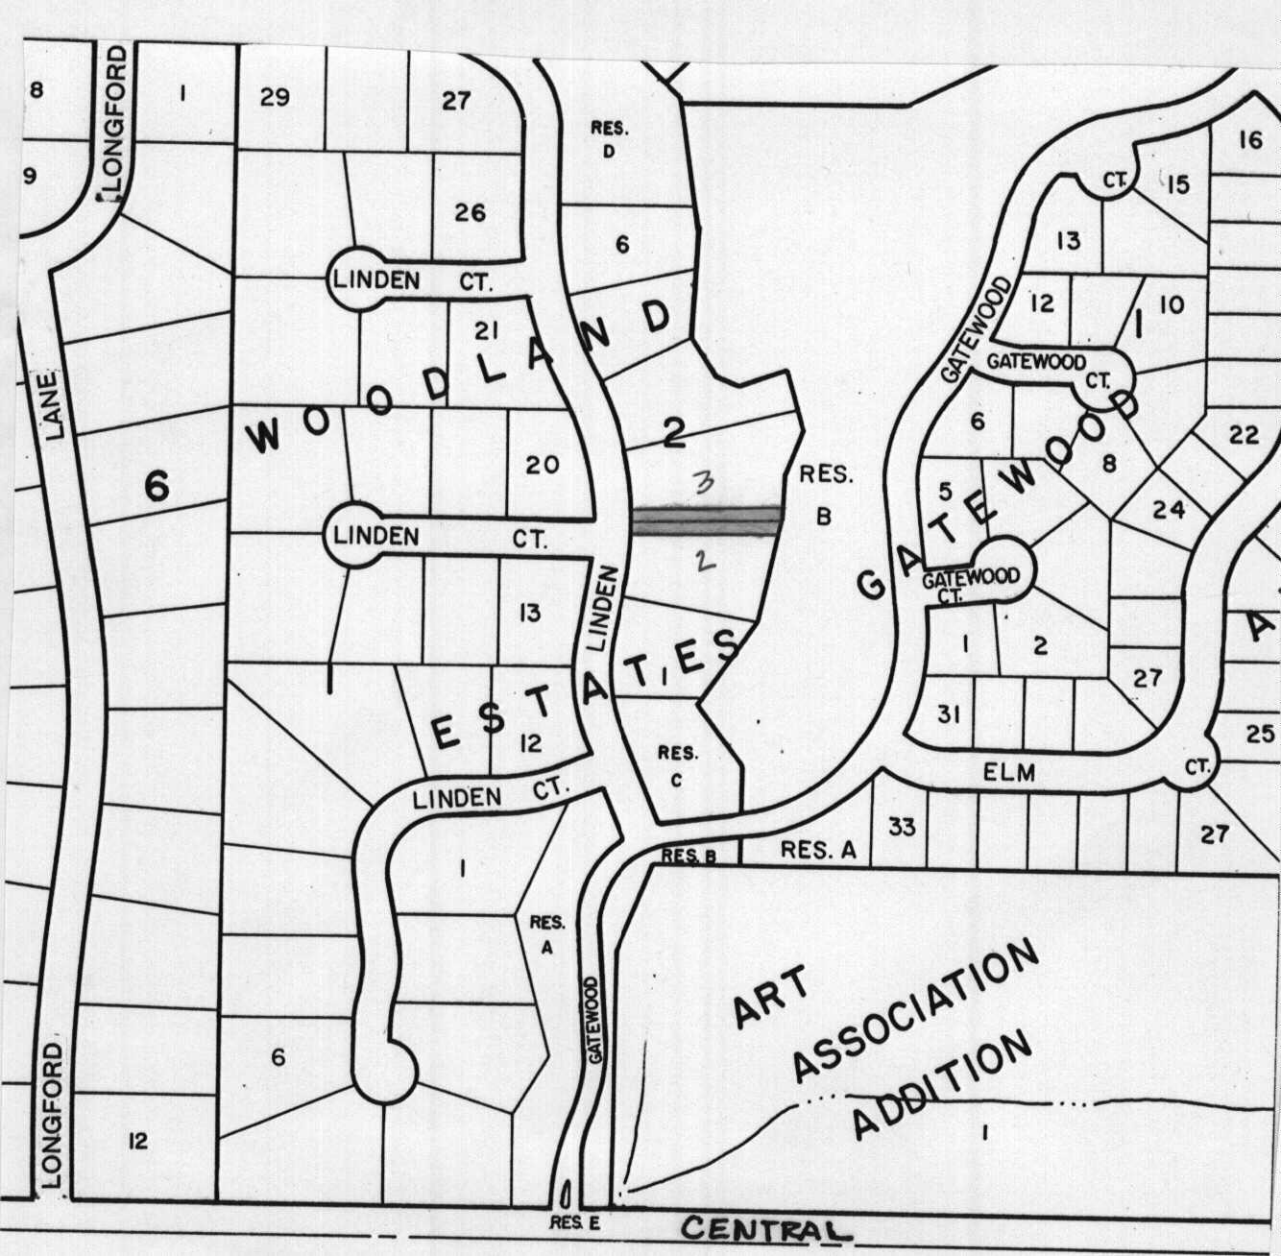 8
LONGFORD
1
29
27
RES.
D
16
9
CT.
15
26
6
13
LINDEN CT.
12
10
1
GATEWOOD
21
WOODLAND
GATEWOOD
CT.
LANE
6
2
6
22
20
RES.
B
8
3
5
24
GATEWOOD
LINDEN CT.
2
GATEWOOD
CT.
13
LINDEN
1
2
A
ESTATES
1
27
31
12
25
RES.
C
ELM CT.
LINDEN CT.
33
27
RES. B
RES. A
1
RES.
A
ART
ASSOCIATION
ADDITION
GATEWOOD
6
LONGFORD
12
1
RES. E
CENTRAL